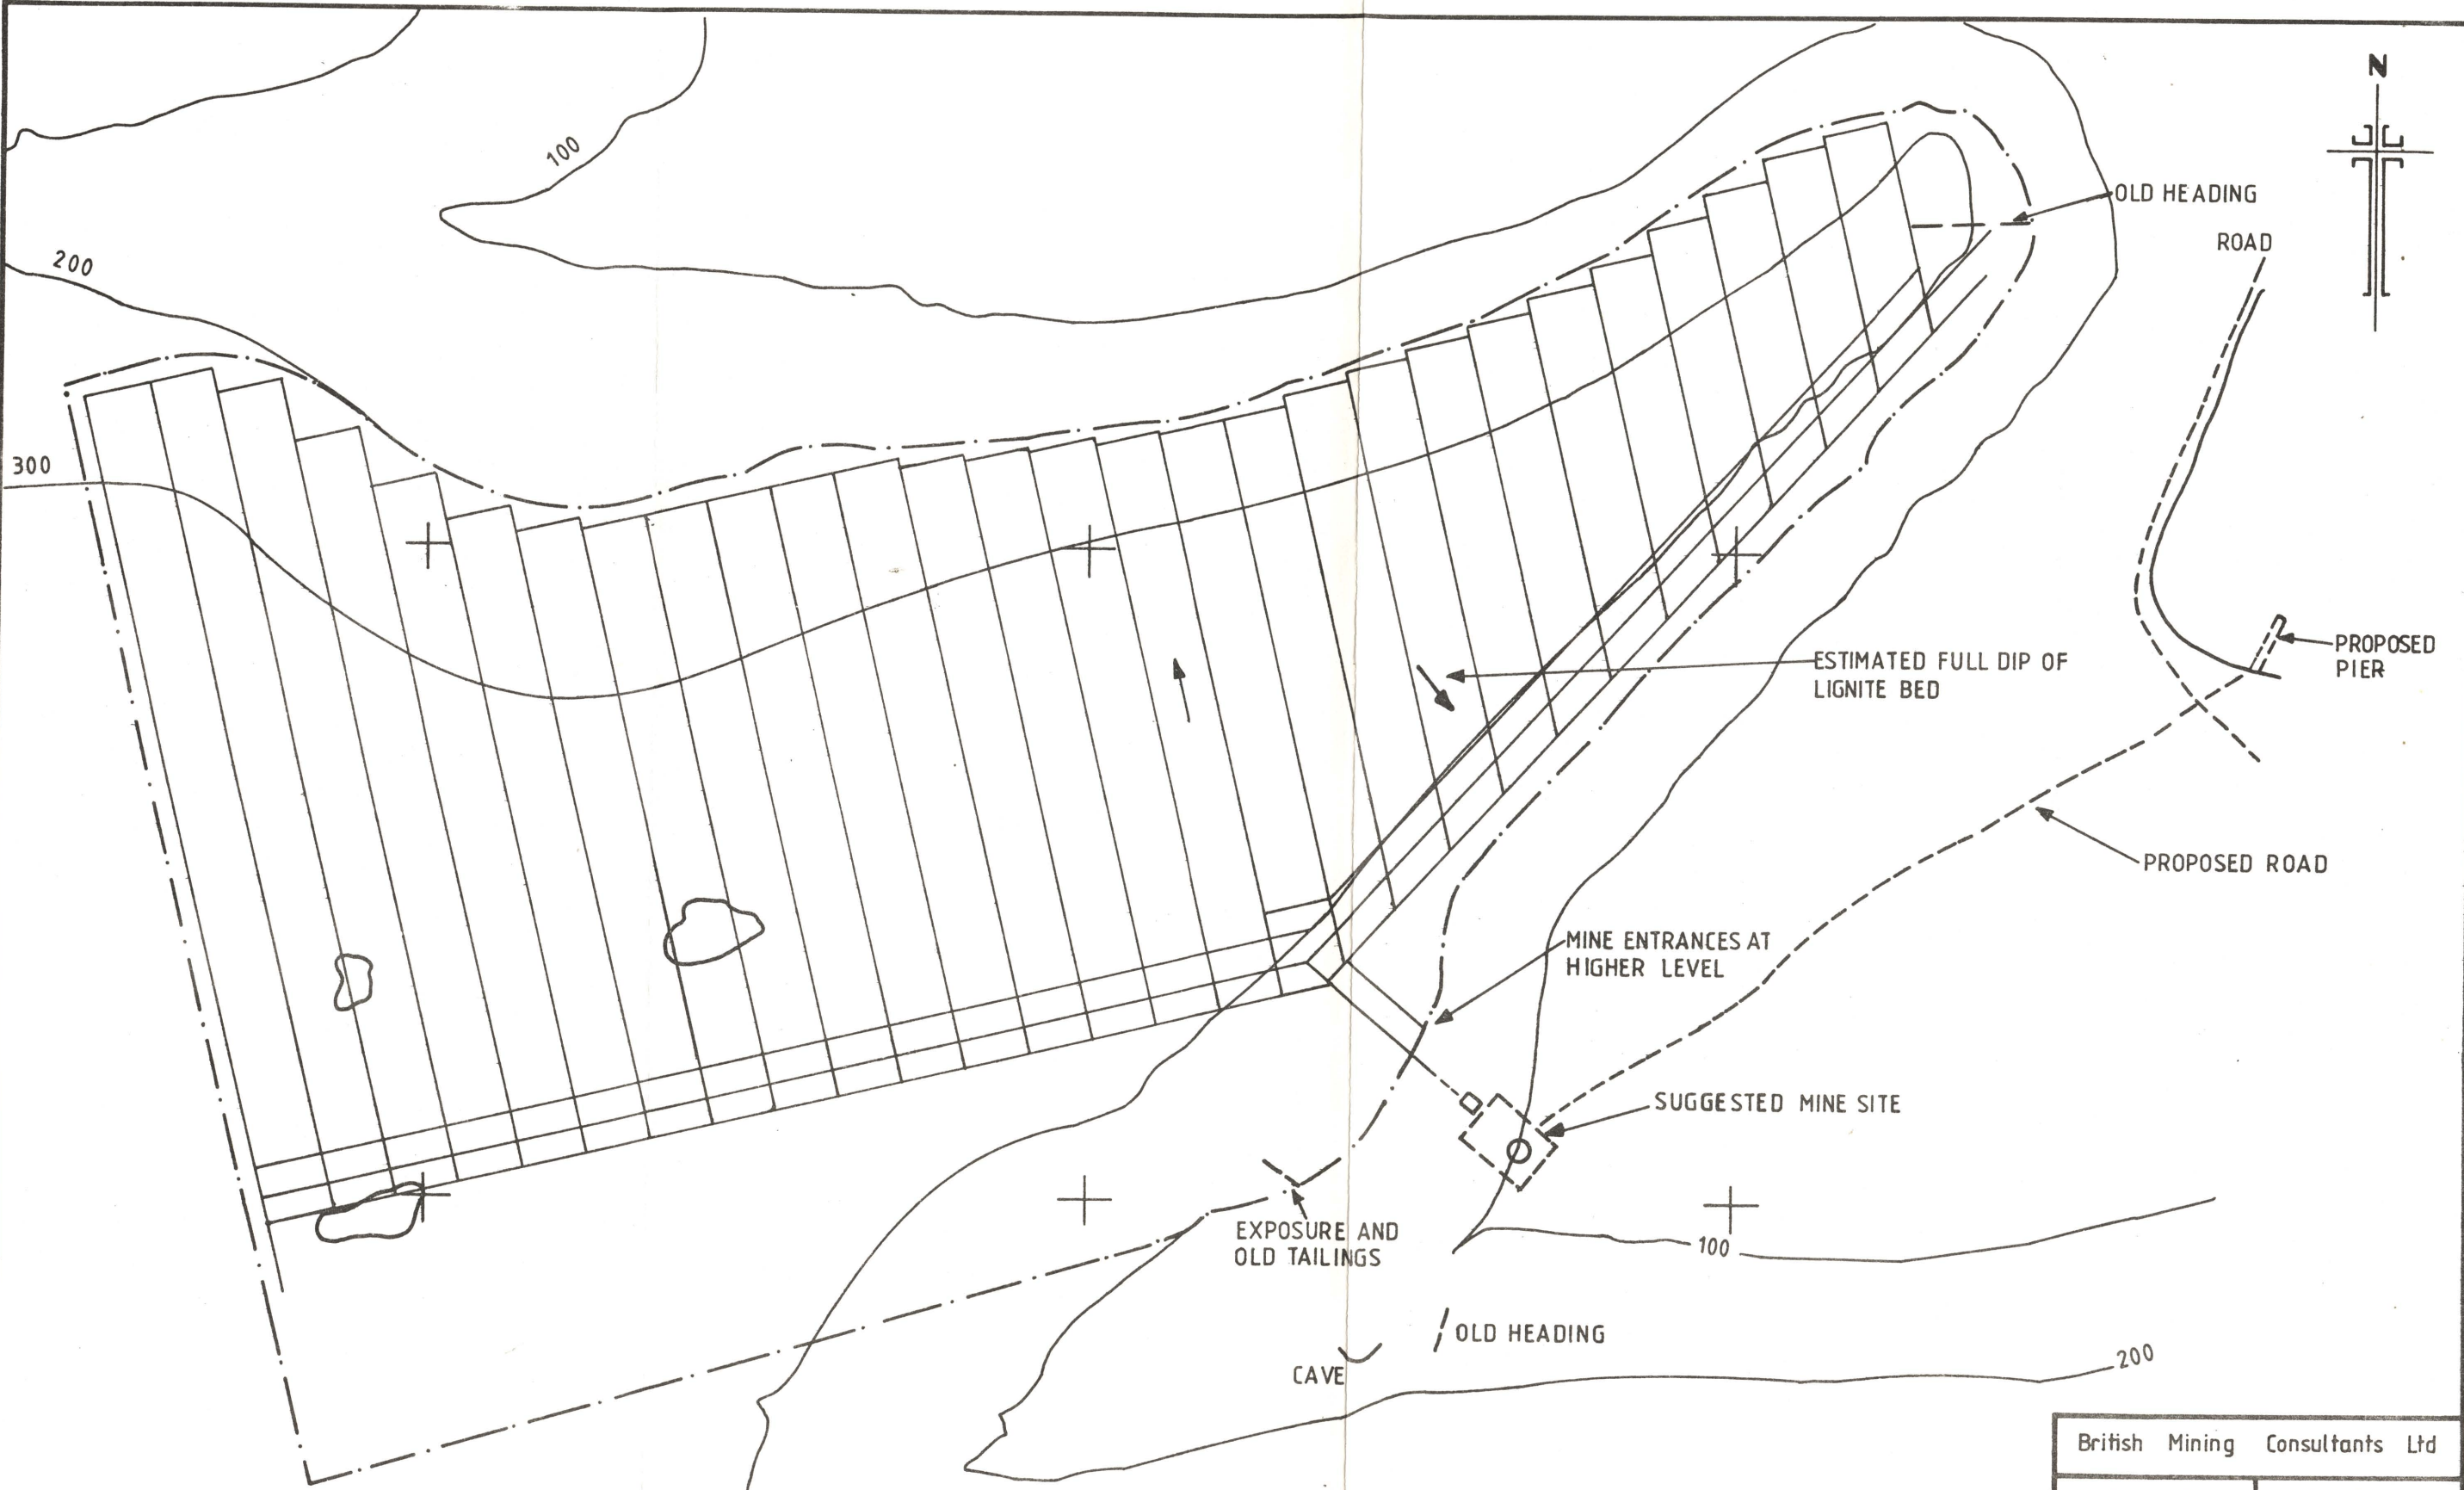 N
100
OLD HEADING
ROAD
200
300
PROPOSED
PIER
ESTIMATED FULL DIP OF
LIGNITE BED
PROPOSED ROAD
MINE ENTRANCES AT
HIGHER LEVEL
SUGGESTED MINE SITE
EXPOSURE AND
OLD TAILINGS
100
OLD HEADING
CAVE
200
British Mining Consultants Ltd